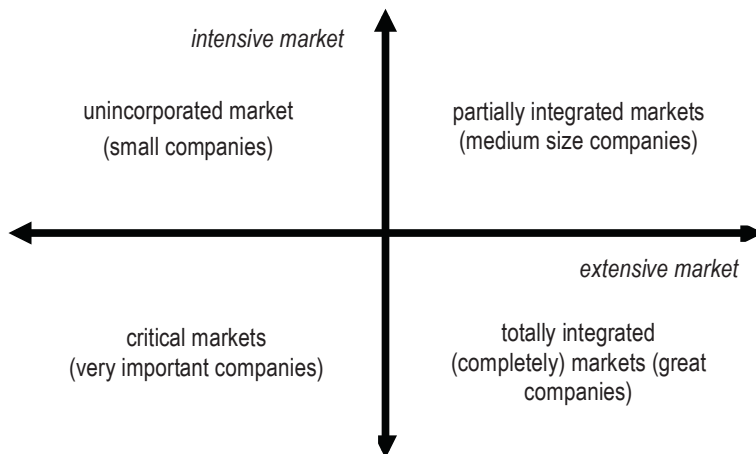 intensive market
unincorporated market
(small companies)
partially integrated markets
(medium size companies)
extensive market
critical markets
(very important companies)
totally integrated
(completely) markets (great
companies)